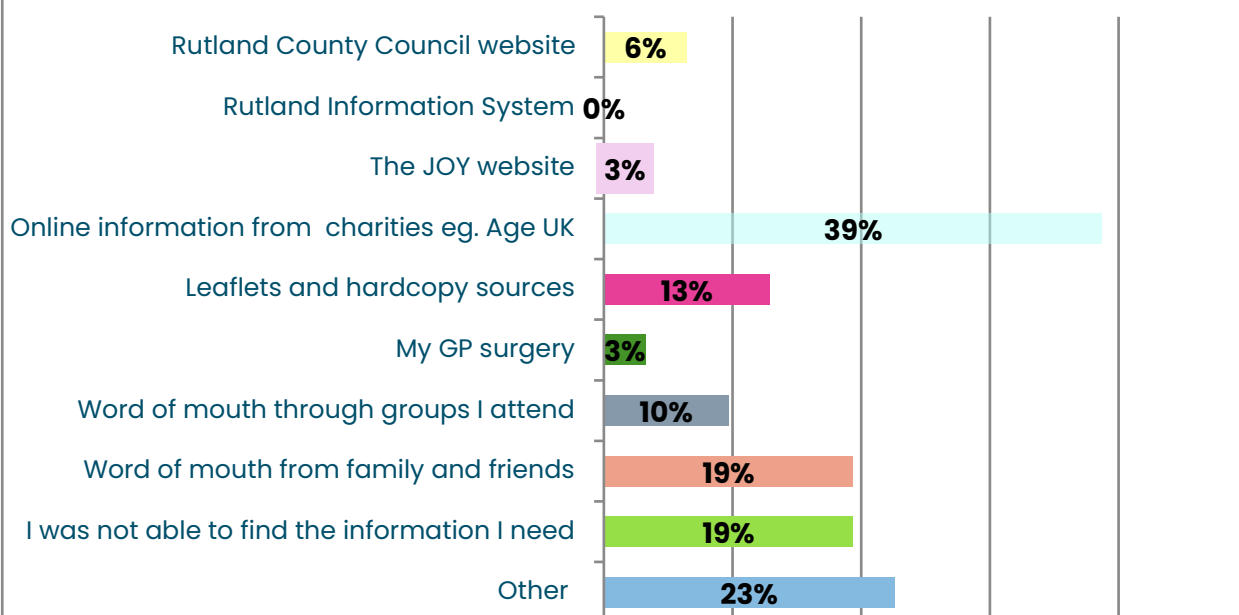 Rutland County Council website 6%
Rutland Information System 0%
The JOY website 3%
Online information from  charities eg. Age UK 39%
Leaflets and hardcopy sources 13%
My GP surgery 3%
Word of mouth through groups I attend 10%
Word of mouth from family and friends 19%
I was not able to find the information I need 19%
Other 23%